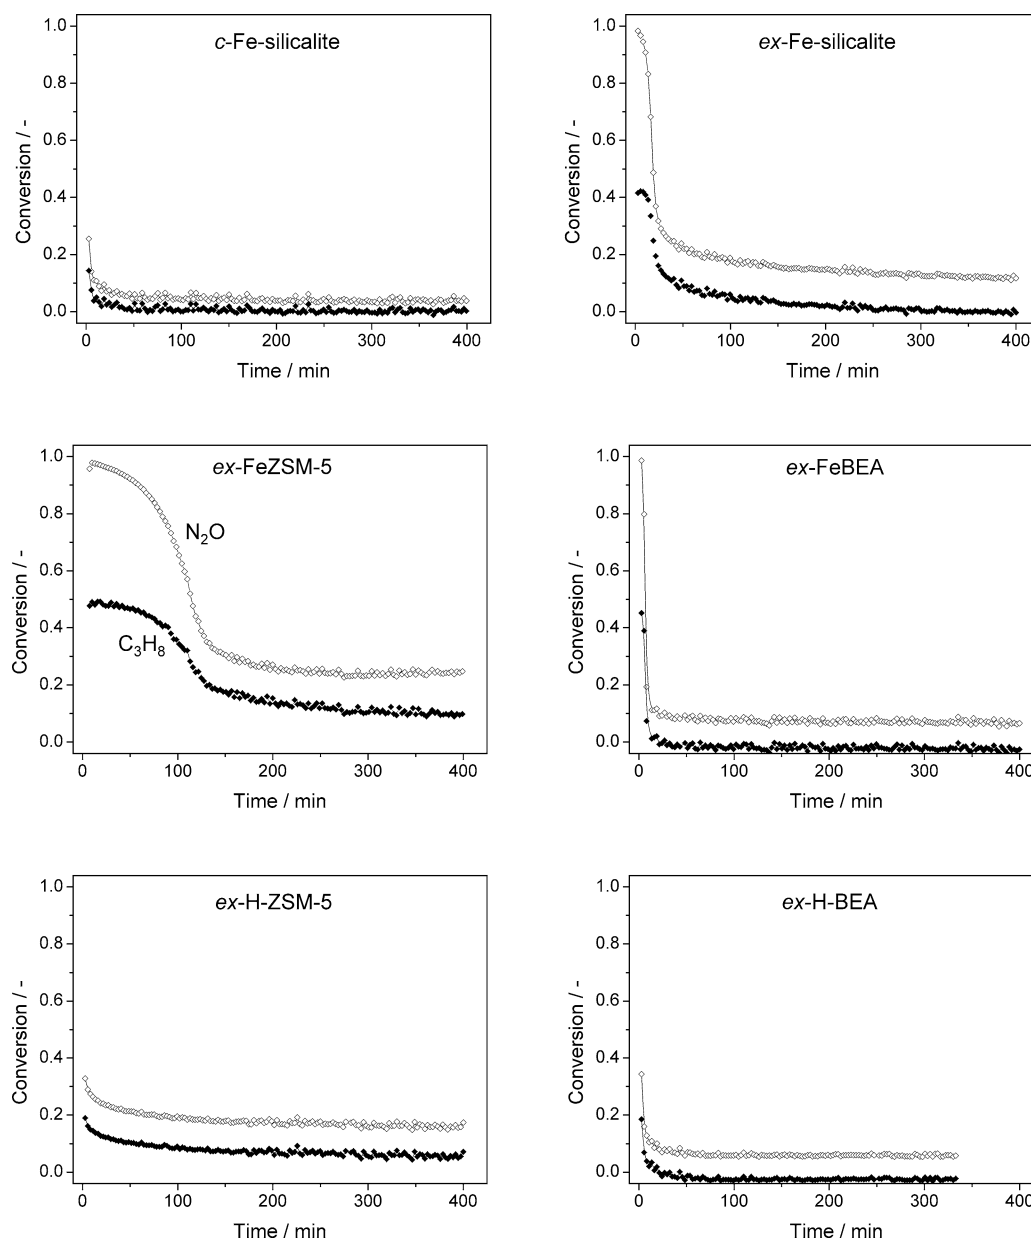 c-Fe-silicalite
1.0
0.8
0.6
0.4
0.2
0.0
Conversion / -
0 100 200 300 400
Time / min
ex-Fe-silicalite
1.0
0.8
0.6
0.4
0.2
0.0
Conversion / -
0 100 200 300 400
Time / min
ex-FeZSM-5
N₂O
C₃H₈
1.0
0.8
0.6
0.4
0.2
0.0
Conversion / -
0 100 200 300 400
Time / min
ex-FeBEA
1.0
0.8
0.6
0.4
0.2
0.0
Conversion / -
0 100 200 300 400
Time / min
ex-H-ZSM-5
1.0
0.8
0.6
0.4
0.2
0.0
Conversion / -
0 100 200 300 400
Time / min
ex-H-BEA
1.0
0.8
0.6
0.4
0.2
0.0
Conversion / -
0 100 200 300 400
Time / min